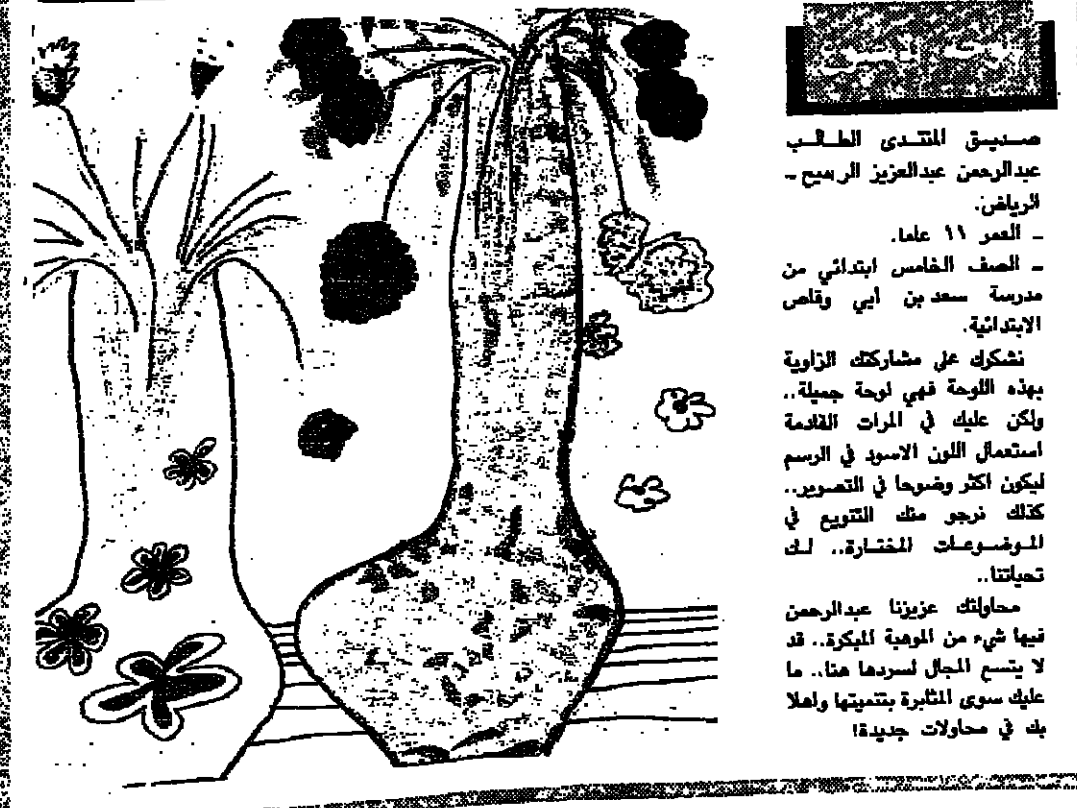 لوحة الضيف
صديق المنتدى الطالب
عبدالرحمن عبدالعزيز الربيع -
الرياض.
- العمر ١١ عاما.
- الصف الخامس ابتدائي من
مدرسة سعد بن أبي وقاص
الابتدائية.
نشكرك على مشاركتك الزاوية
بهذه اللوحة فهي لوحة جميلة..
ولكن عليك في المرات القادمة
استعمال اللون الاسود في الرسم
ليكون اكثر وضوحا في التصوير..
كذلك نرجو منك التنويع في
الموضوعات المختارة.. لك
تحياتنا..
محاولتك عزيزنا عبدالرحمن
فيها شيء من الموهبة المبكرة.. قد
لا يتسع المجال لسردها هنا.. ما
عليك سوى المثابرة بتنميتها واهلا
بك في محاولات جديدة!